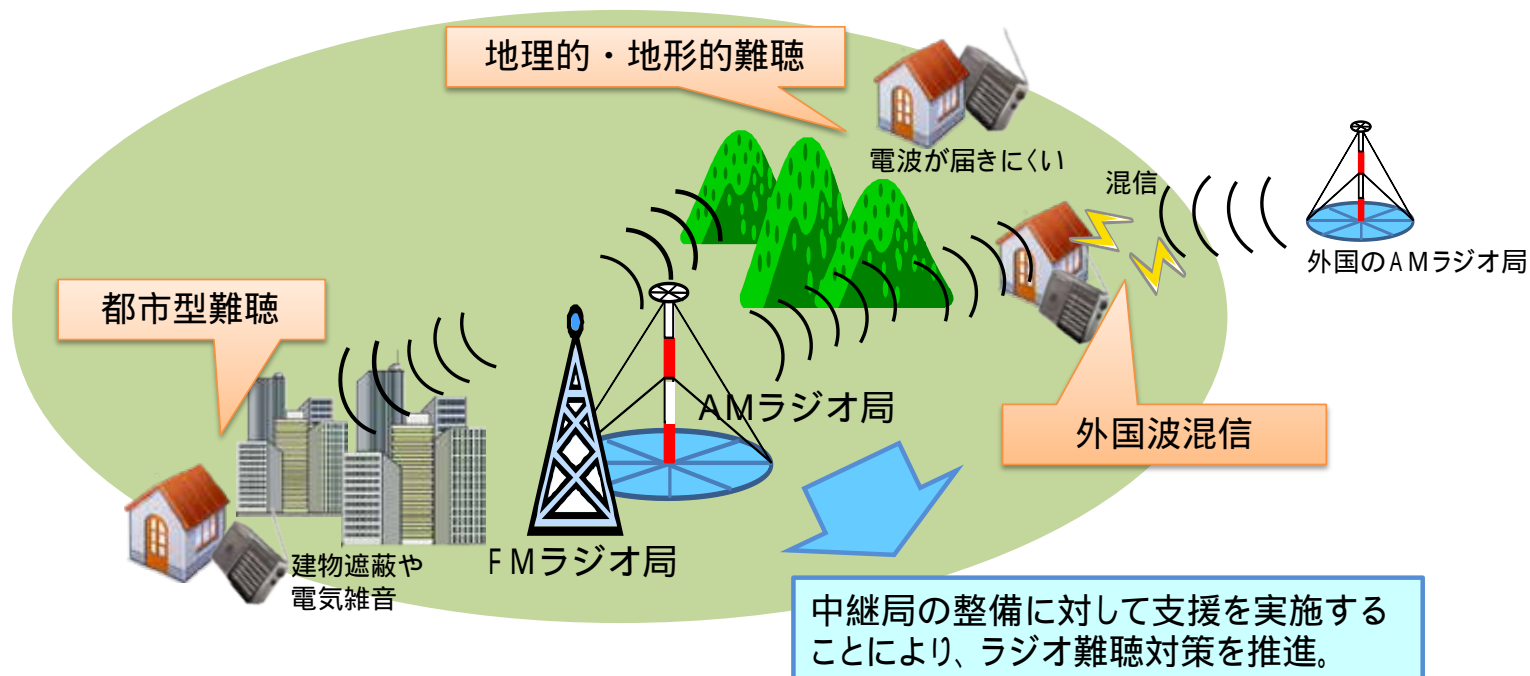 地理的・地形的難聴
電波が届きにくい
混信
外国のAMラジオ局
都市型難聴
AMラジオ局
外国波混信
FMラジオ局
建物遮蔽や
電気雑音
中継局の整備に対して支援を実施する
ことにより、ラジオ難聴対策を推進。